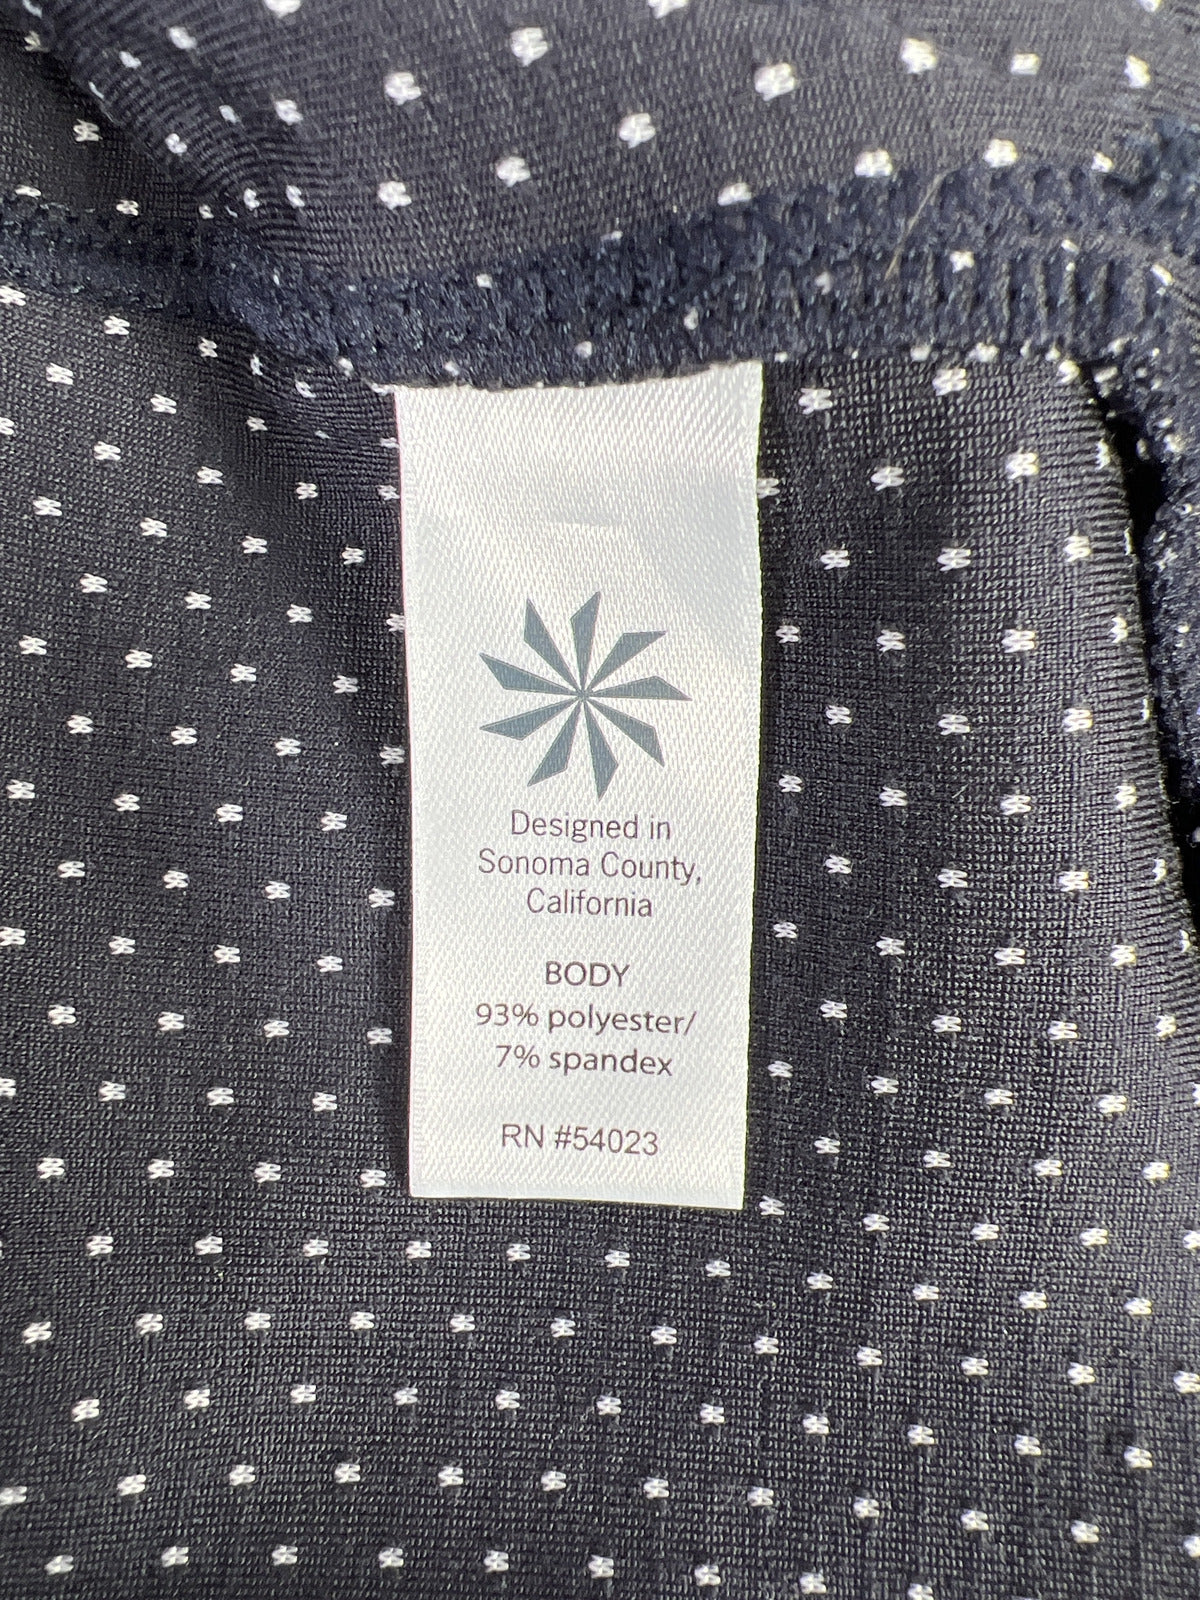 Designed in
Sonoma County,
California
BODY
93% polyester/
7% spandex
RN #54023